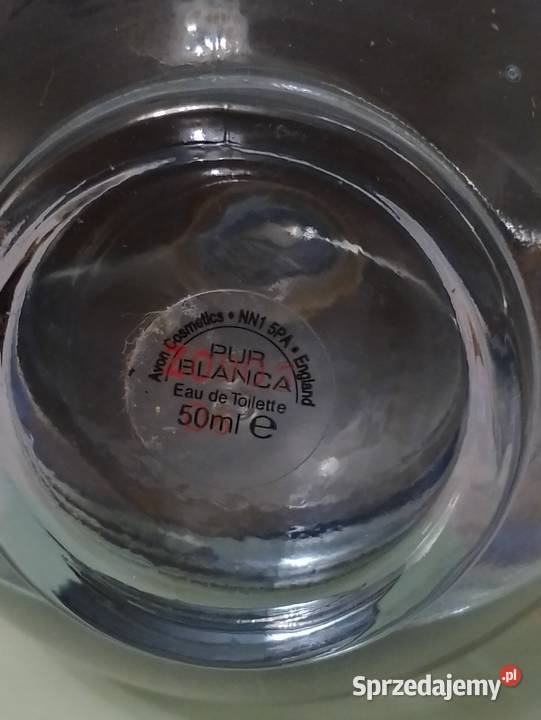 Avon Cosmetics • NN1 5PA • England
PUR
BLANCA
Eau de Toilette
50ml e
Sprzedajemy.pl